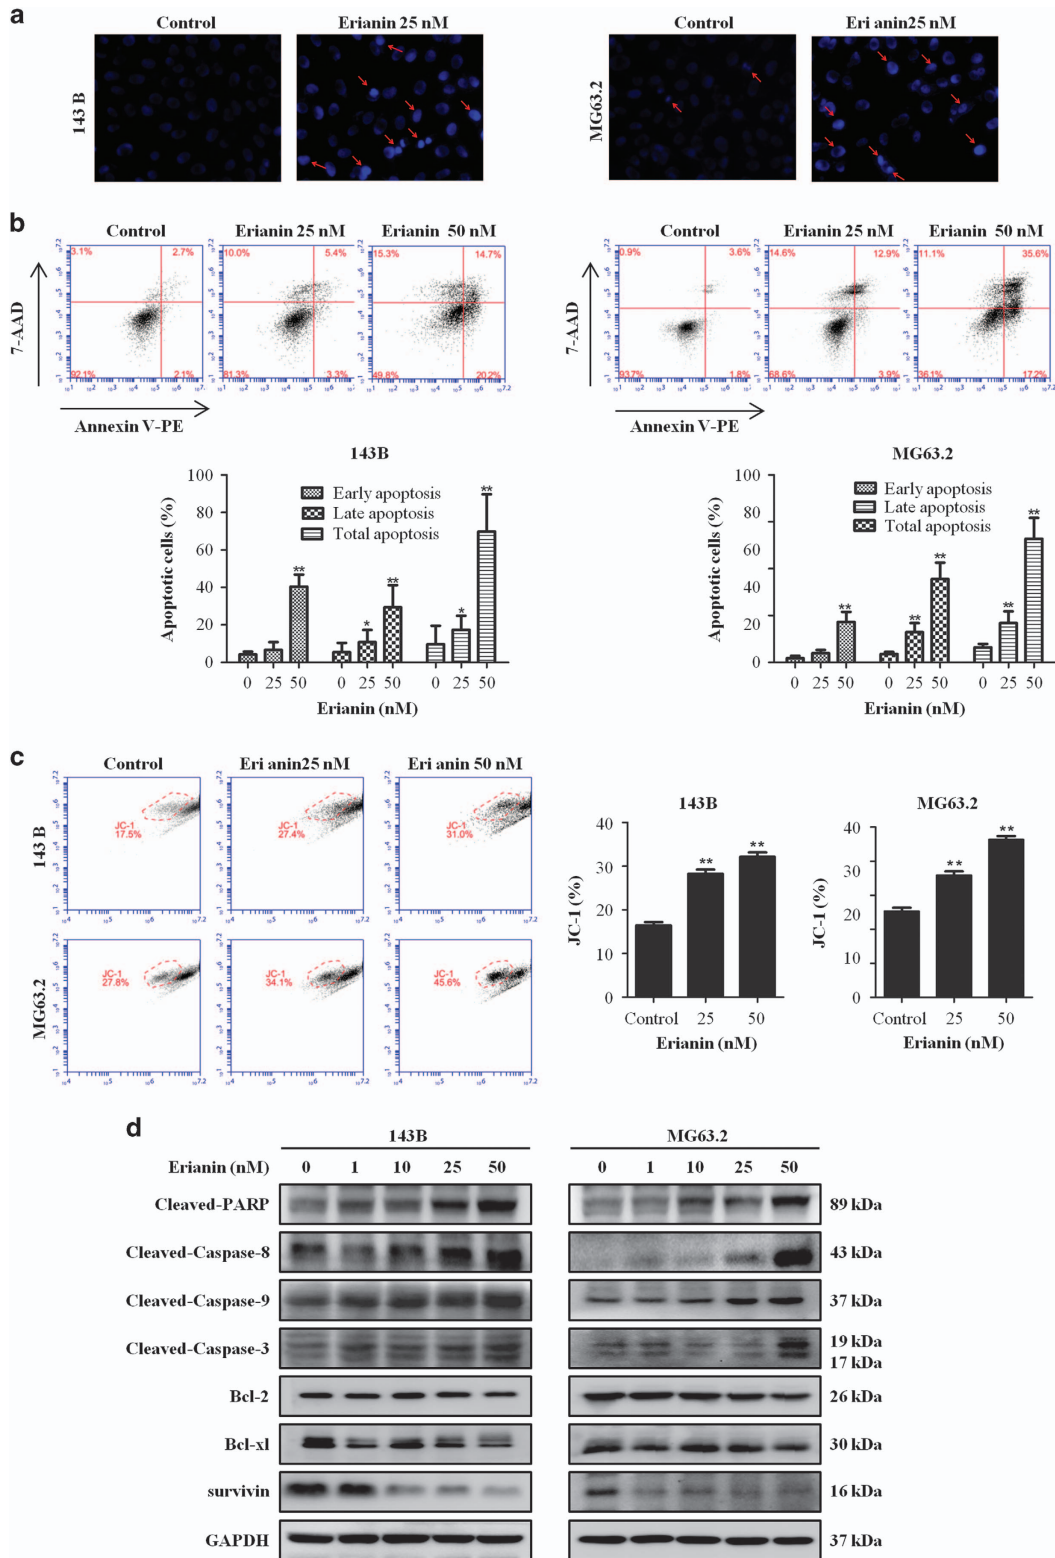 a
Control
Erianin 25 nM
Control
Eri anin25 nM
143 B
MG63.2
b
Control
Erianin 25 nM
Erianin 50 nM
Control
Erianin 25 nM
Erianin 50 nM
3.1% 2.7%
10.0% 5.4%
15.3% 14.7%
0.9% 3.6%
14.6% 12.9%
11.1% 35.6%
7-AAD
7-AAD
92.1% 2.1%
81.3% 3.3%
49.8% 20.2%
93.7% 1.8%
68.6% 3.9%
36.1% 17.2%
Annexin V-PE
Annexin V-PE
143B
Apoptotic cells (%)
100
80
60
40
20
0
Early apoptosis
Late apoptosis
Total apoptosis
** * ** * **
0 25 50 0 25 50 0 25 50
Erianin (nM)
MG63.2
Apoptotic cells (%)
100
80
60
40
20
0
Early apoptosis
Late apoptosis
Total apoptosis
** ** ** ** **
0 25 50 0 25 50 0 25 50
Erianin (nM)
c
Control
Eri anin25 nM
Eri anin 50 nM
143 B
JC-1
17.5%
JC-1
27.4%
JC-1
31.0%
MG63.2
JC-1
27.8%
JC-1
34.1%
JC-1
45.6%
143B
JC-1 (%)
40
30
20
10
0
** **
Control 25 50
Erianin (nM)
MG63.2
JC-1 (%)
40
30
20
10
0
** **
Control 25 50
Erianin (nM)
d
143B
MG63.2
Erianin (nM) 0 1 10 25 50 0 1 10 25 50
Cleaved-PARP 89 kDa
Cleaved-Caspase-8 43 kDa
Cleaved-Caspase-9 37 kDa
Cleaved-Caspase-3 19 kDa
17 kDa
Bcl-2 26 kDa
Bcl-xl 30 kDa
survivin 16 kDa
GAPDH 37 kDa